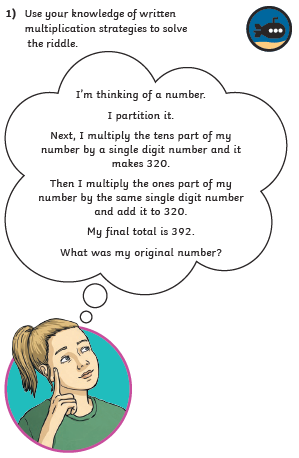 1) Use your knowledge of written
multiplication strategies to solve
the riddle.
I'm thinking of a number.
I partition it.
Next, I multiply the tens part of my
number by a single digit number and it
makes 320.
Then I multiply the ones part of my
number by the same single digit number
and add it to 320.
My final total is 392.
What was my original number?